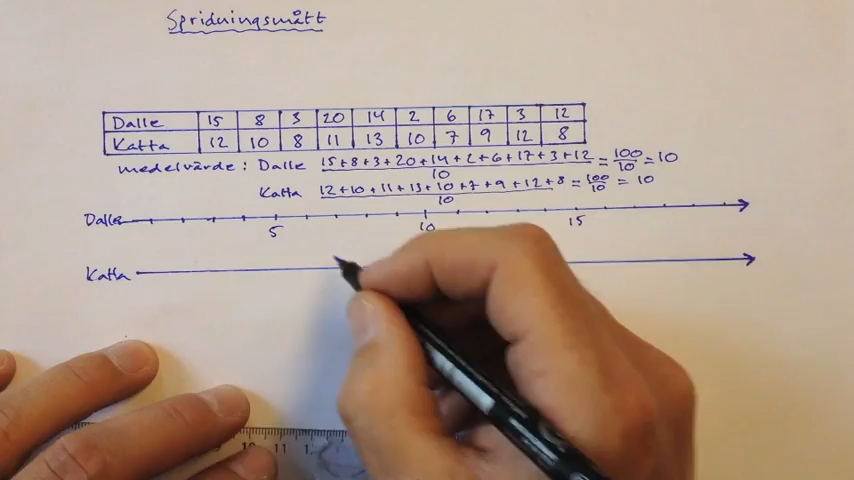 Spridningsmått
Dalle 15 8 3 20 14 2 6 17 3 12
Katta 12 10 8 11 13 10 7 9 12 8
medelvärde: Dalle 15+8+3+20+14+2+6+17+3+12 / 10 = 100/10 = 10
Katta 12+10+11+13+10+7+9+12+8 / 10 = 100/10 = 10
Dalle
5 10 15
Katta
10 11